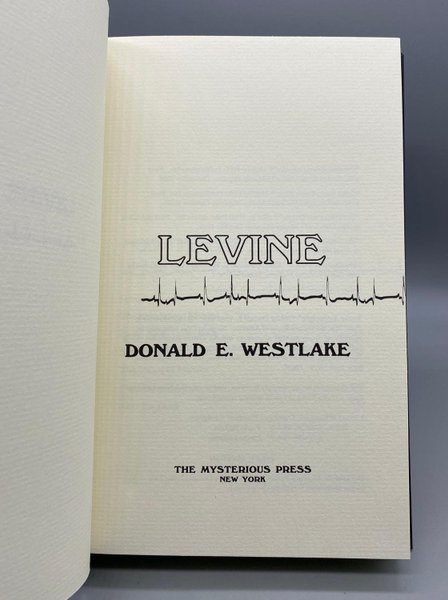 LEVINE
DONALD E. WESTLAKE
THE MYSTERIOUS PRESS
NEW YORK